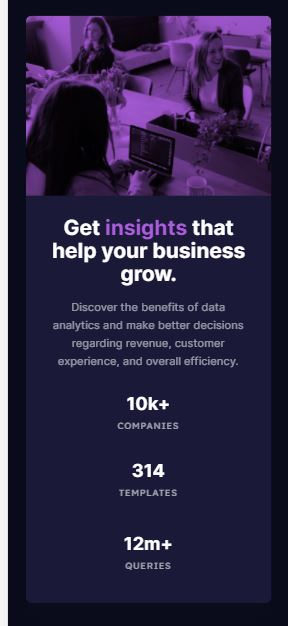 Get insights that
help your business
grow.
Discover the benefits of data
analytics and make better decisions
regarding revenue, customer
experience, and overall efficiency.
10k+
COMPANIES
314
TEMPLATES
12m+
QUERIES